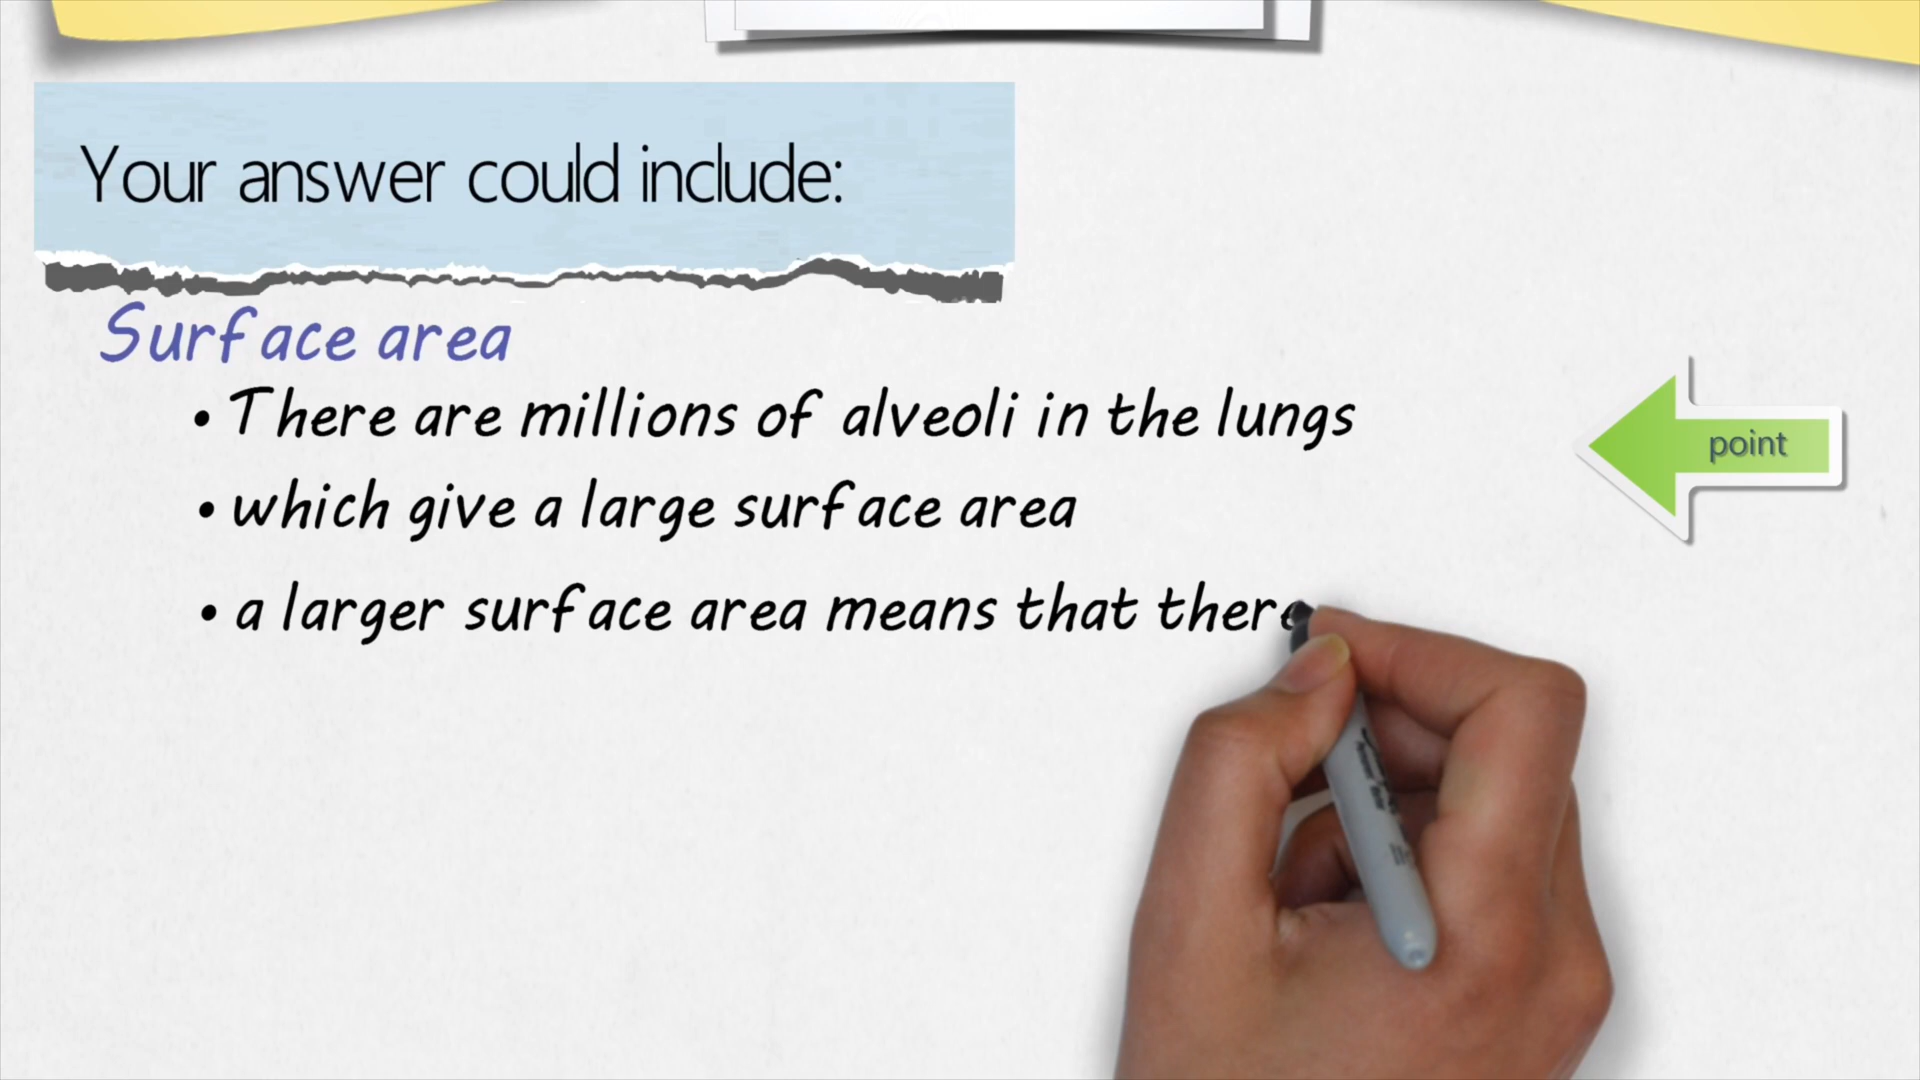 Your answer could include:
Surface area
• There are millions of alveoli in the lungs
point
• which give a large surface area
• a larger surface area means that there